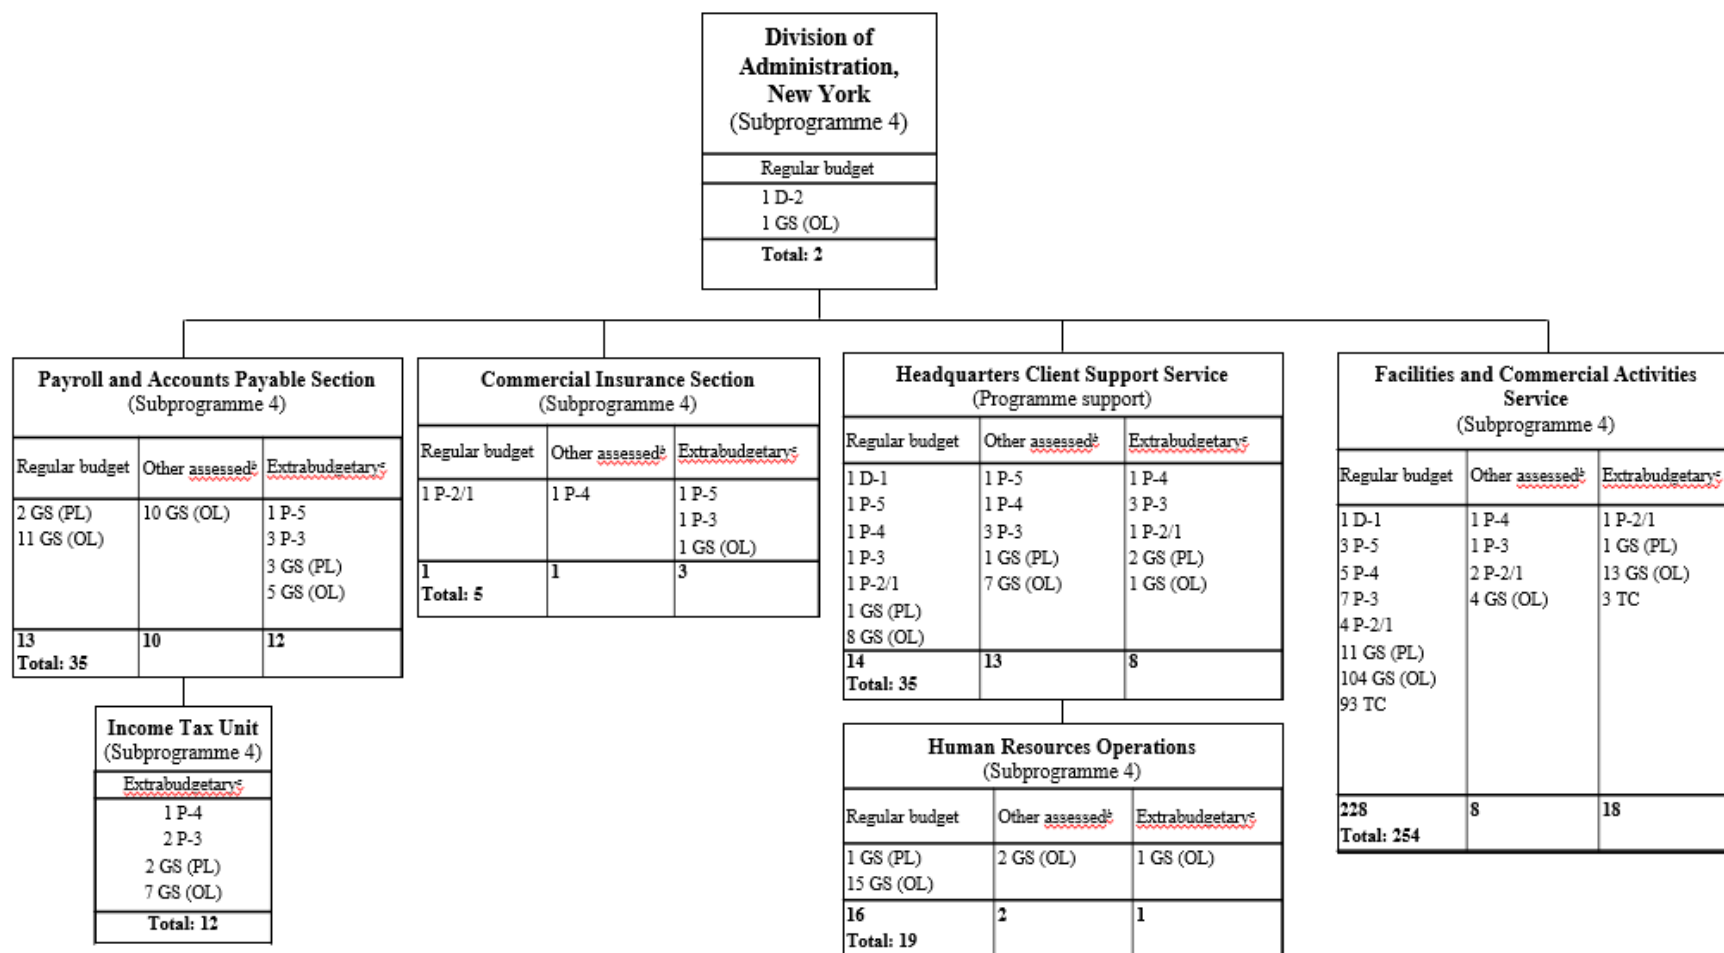 Division of
Administration,
New York
(Subprogramme 4)
Regular budget
1 D-2
1 GS (OL)
Total: 2
Payroll and Accounts Payable Section
(Subprogramme 4)
Regular budget Other assessedᵇ Extrabudgetaryᶜ
2 GS (PL)
11 GS (OL)
10 GS (OL)
1 P-5
3 P-3
3 GS (PL)
5 GS (OL)
13 10 12
Total: 35
Income Tax Unit
(Subprogramme 4)
Extrabudgetaryᶜ
1 P-4
2 P-3
2 GS (PL)
7 GS (OL)
Total: 12
Commercial Insurance Section
(Subprogramme 4)
Regular budget Other assessedᵇ Extrabudgetaryᶜ
1 P-2/1
1 P-4
1 P-5
1 P-3
1 GS (OL)
1 1 3
Total: 5
Headquarters Client Support Service
(Programme support)
Regular budget Other assessedᵇ Extrabudgetaryᶜ
1 D-1
1 P-5
1 P-4
1 P-3
1 P-2/1
1 GS (PL)
8 GS (OL)
1 P-5
1 P-4
3 P-3
1 GS (PL)
7 GS (OL)
1 P-4
3 P-3
1 P-2/1
2 GS (PL)
1 GS (OL)
14 13 8
Total: 35
Human Resources Operations
(Subprogramme 4)
Regular budget Other assessedᵇ Extrabudgetaryᶜ
1 GS (PL)
15 GS (OL)
2 GS (OL)
1 GS (OL)
16 2 1
Total: 19
Facilities and Commercial Activities
Service
(Subprogramme 4)
Regular budget Other assessedᵇ Extrabudgetaryᶜ
1 D-1
3 P-5
5 P-4
7 P-3
4 P-2/1
11 GS (PL)
104 GS (OL)
93 TC
1 P-4
1 P-3
2 P-2/1
4 GS (OL)
1 P-2/1
1 GS (PL)
13 GS (OL)
3 TC
228 8 18
Total: 254